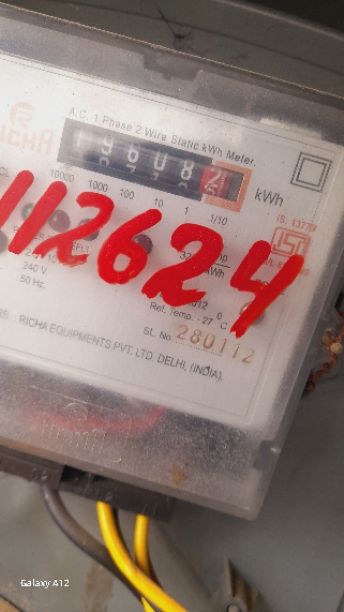 RICHA
A.C. 1 Phase 2 Wire Static kWh Meter.
19608 2
kWh
10000 1000 100 10 1 1/10
IS: 13779
112624
240 V
50 Hz.
Ref. Temp. -27°C
SL. No. 280112
RICHA EQUIPMENTS PVT. LTD. DELHI, (INDIA).
Galaxy A12